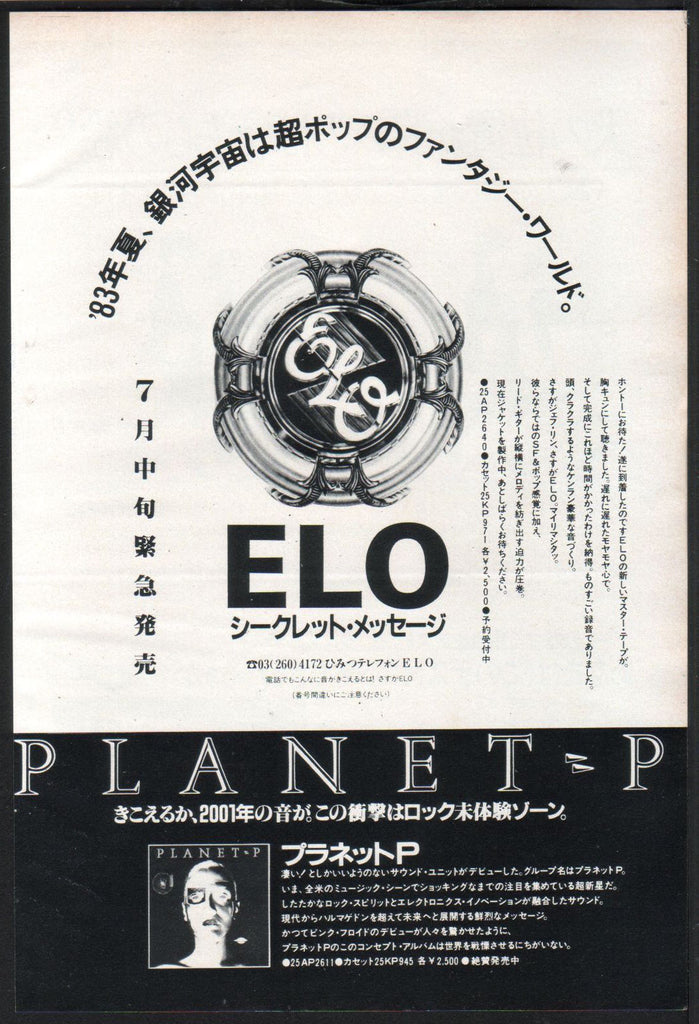 '83年夏、銀河宇宙は超ポップのファンタジー・ワールド。
ELO
ホントーにお待た!遂に到着したのですELOの新しいマスター・テープが。
胸キュンにして聴きました。遅れに遅れたモヤモヤ心で。
そして完成にこれほど時間がかかったわけを納得。ものすごい録音でありました。
頭、クラクラするようなケンラン豪華な音づくり。
さすがジェフ・リン、さすがELO。マイリマシタッ。
彼らならではのSF&ポップ感覚に加え、
リード・ギターが縦横にメロディを紡ぎ出す迫力が圧巻。
現在ジャケットを製作中、あとしばらくお待ちください。
●25AP2640●カセット25KP971 各¥2,500●予約受付中
7月中旬緊急発売
ELO
シークレット・メッセージ
☎03(260)4172 ひみつテレフォンELO
電話でもこんなに音がきこえるとは! さすがELO
(番号間違いにご注意ください)
PLANET P
きこえるか、2001年の音が。この衝撃はロック未体験ゾーン。
PLANET P
プラネットP
凄い!としかいいようのないサウンド・ユニットがデビューした。グループ名はプラネットP。
いま、全米のミュージック・シーンでショッキングなまでの注目を集めている超新星だ。
したたかなロック・スピリットとエレクトロニクス・イノベーションが融合したサウンド。
現代からハルマゲドンを超えて未来へと展開する鮮烈なメッセージ。
かつてピンク・フロイドのデビューが人々を驚かせたように、
プラネットPのこのコンセプト・アルバムは世界を戦慄させるにちがいない。
●25AP2611●カセット25KP945 各¥2,500●絶賛発売中